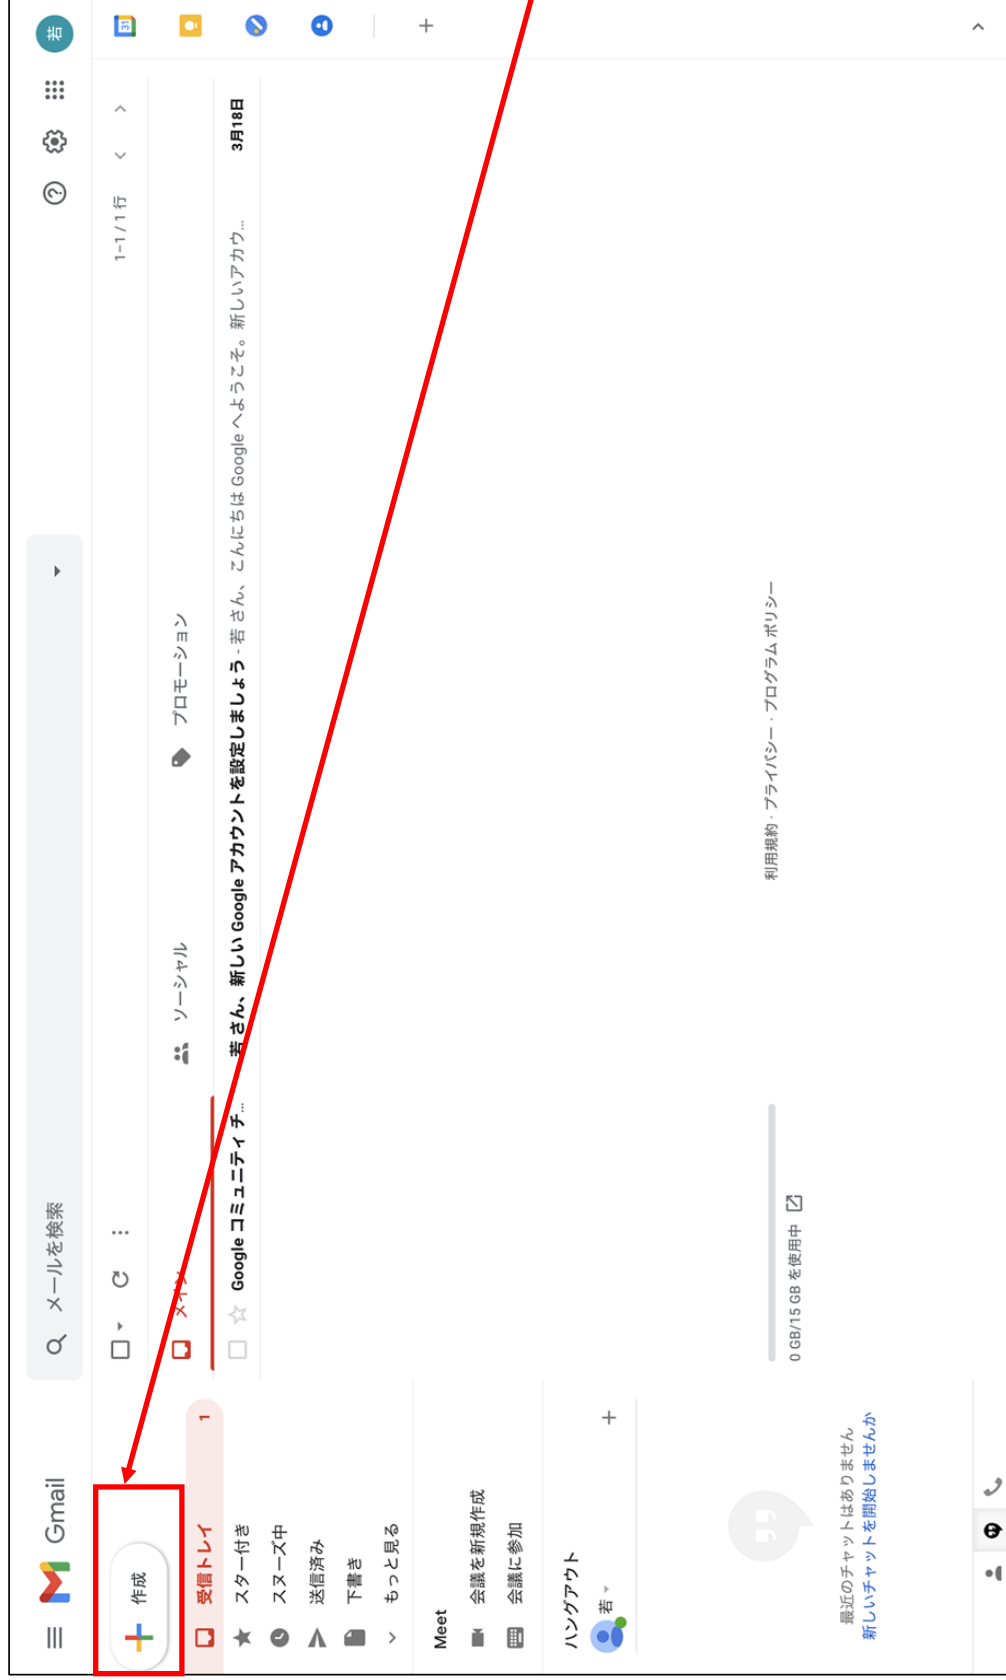 Gmail
メールを検索
若
作成
1-1 / 1 行
31
受信トレイ 1
スター付き
スヌーズ中
送信済み
下書き
もっと見る
Meet
会議を新規作成
会議に参加
ハングアウト
若
最近のチャットはありません
新しいチャットを開始しませんか
メイン
ソーシャル
プロモーション
Google コミュニティ チ... 若 さん、新しい Google アカウントを設定しましょう - 若 さん、こんにちは Google へようこそ。新しいアカウ... 3月18日
0 GB/15 GB を使用中
利用規約 · プライバシー · プログラム ポリシー